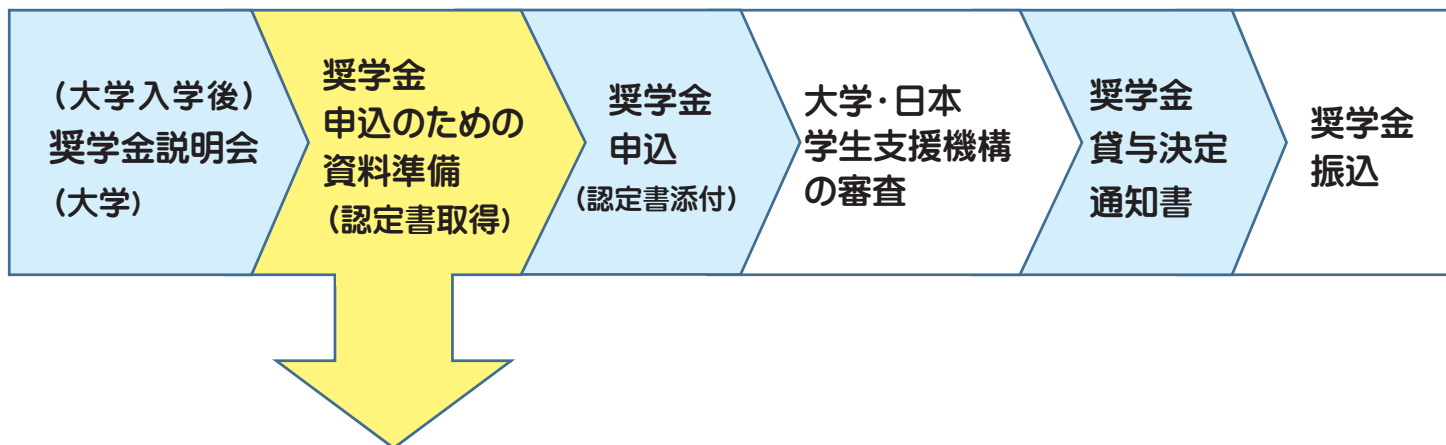 (大学入学後)
奨学金説明会
(大学)
奨学金
申込のための
資料準備
(認定書取得)
奨学金
申込
(認定書添付)
大学・日本
学生支援機構
の審査
奨学金
貸与決定
通知書
奨学金
振込